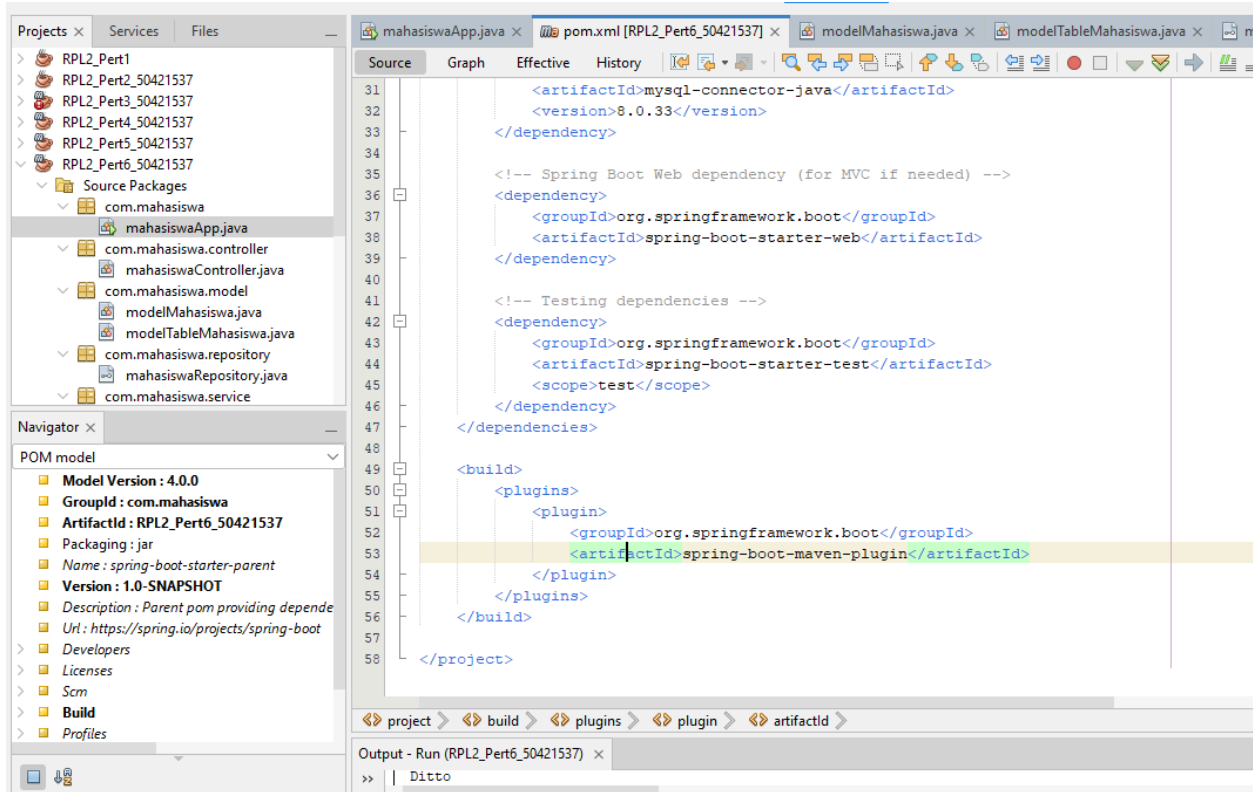 Projects × Services Files
RPL2_Pert1
RPL2_Pert2_50421537
RPL2_Pert3_50421537
RPL2_Pert4_50421537
RPL2_Pert5_50421537
RPL2_Pert6_50421537
Source Packages
com.mahasiswa
mahasiswaApp.java
com.mahasiswa.controller
mahasiswaController.java
com.mahasiswa.model
modelMahasiswa.java
modelTableMahasiswa.java
com.mahasiswa.repository
mahasiswaRepository.java
com.mahasiswa.service
Navigator ×
POM model
Model Version : 4.0.0
GroupId : com.mahasiswa
ArtifactId : RPL2_Pert6_50421537
Packaging : jar
Name : spring-boot-starter-parent
Version : 1.0-SNAPSHOT
Description : Parent pom providing depende
Url : https://spring.io/projects/spring-boot
Developers
Licenses
Scm
Build
Profiles
mahasiswaApp.java × pom.xml [RPL2_Pert6_50421537] × modelMahasiswa.java × modelTableMahasiswa.java × m
Source Graph Effective History
31 <artifactId>mysql-connector-java</artifactId>
32 <version>8.0.33</version>
33 </dependency>
34
35 <!-- Spring Boot Web dependency (for MVC if needed) -->
36 <dependency>
37 <groupId>org.springframework.boot</groupId>
38 <artifactId>spring-boot-starter-web</artifactId>
39 </dependency>
40
41 <!-- Testing dependencies -->
42 <dependency>
43 <groupId>org.springframework.boot</groupId>
44 <artifactId>spring-boot-starter-test</artifactId>
45 <scope>test</scope>
46 </dependency>
47 </dependencies>
48
49 <build>
50 <plugins>
51 <plugin>
52 <groupId>org.springframework.boot</groupId>
53 <artifactId>spring-boot-maven-plugin</artifactId>
54 </plugin>
55 </plugins>
56 </build>
57
58 </project>
project build plugins plugin artifactId
Output - Run (RPL2_Pert6_50421537) ×
Ditto